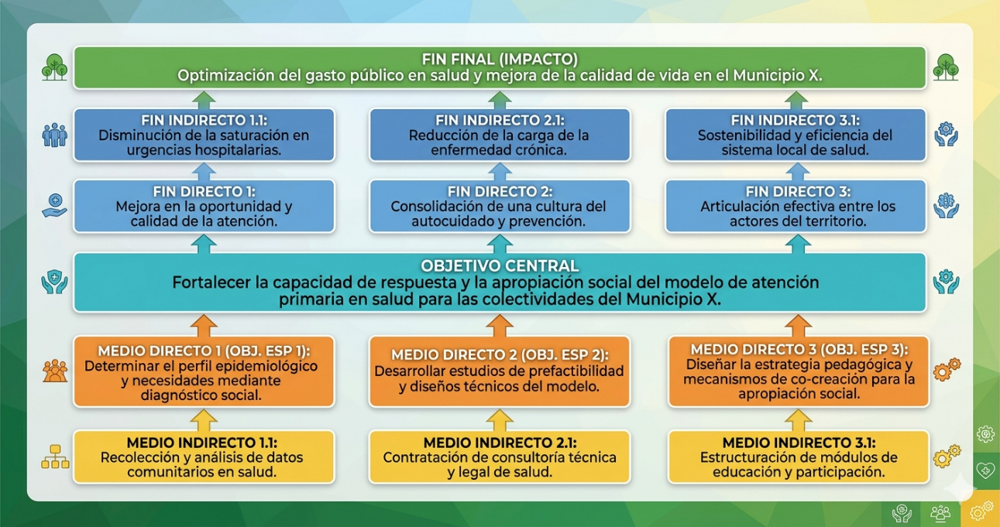 FIN FINAL (IMPACTO)
Optimización del gasto público en salud y mejora de la calidad de vida en el Municipio X.
FIN INDIRECTO 1.1:
Disminución de la saturación en
urgencias hospitalarias.
FIN INDIRECTO 2.1:
Reducción de la carga de la
enfermedad crónica.
FIN INDIRECTO 3.1:
Sostenibilidad y eficiencia del
sistema local de salud.
FIN DIRECTO 1:
Mejora en la oportunidad y
calidad de la atención.
FIN DIRECTO 2:
Consolidación de una cultura del
autocuidado y prevención.
FIN DIRECTO 3:
Articulación efectiva entre los
actores del territorio.
OBJETIVO CENTRAL
Fortalecer la capacidad de respuesta y la apropiación social del modelo de atención
primaria en salud para las colectividades del Municipio X.
MEDIO DIRECTO 1 (OBJ. ESP 1):
Determinar el perfil epidemiológico
y necesidades mediante
diagnóstico social.
MEDIO DIRECTO 2 (OBJ. ESP 2):
Desarrollar estudios de prefactibilidad
y diseños técnicos del modelo.
MEDIO DIRECTO 3 (OBJ. ESP 3):
Diseñar la estrategia pedagógica y
mecanismos de co-creación para la
apropiación social.
MEDIO INDIRECTO 1.1:
Recolección y análisis de datos
comunitarios en salud.
MEDIO INDIRECTO 2.1:
Contratación de consultoría técnica
y legal de salud.
MEDIO INDIRECTO 3.1:
Estructuración de módulos de
educación y participación.